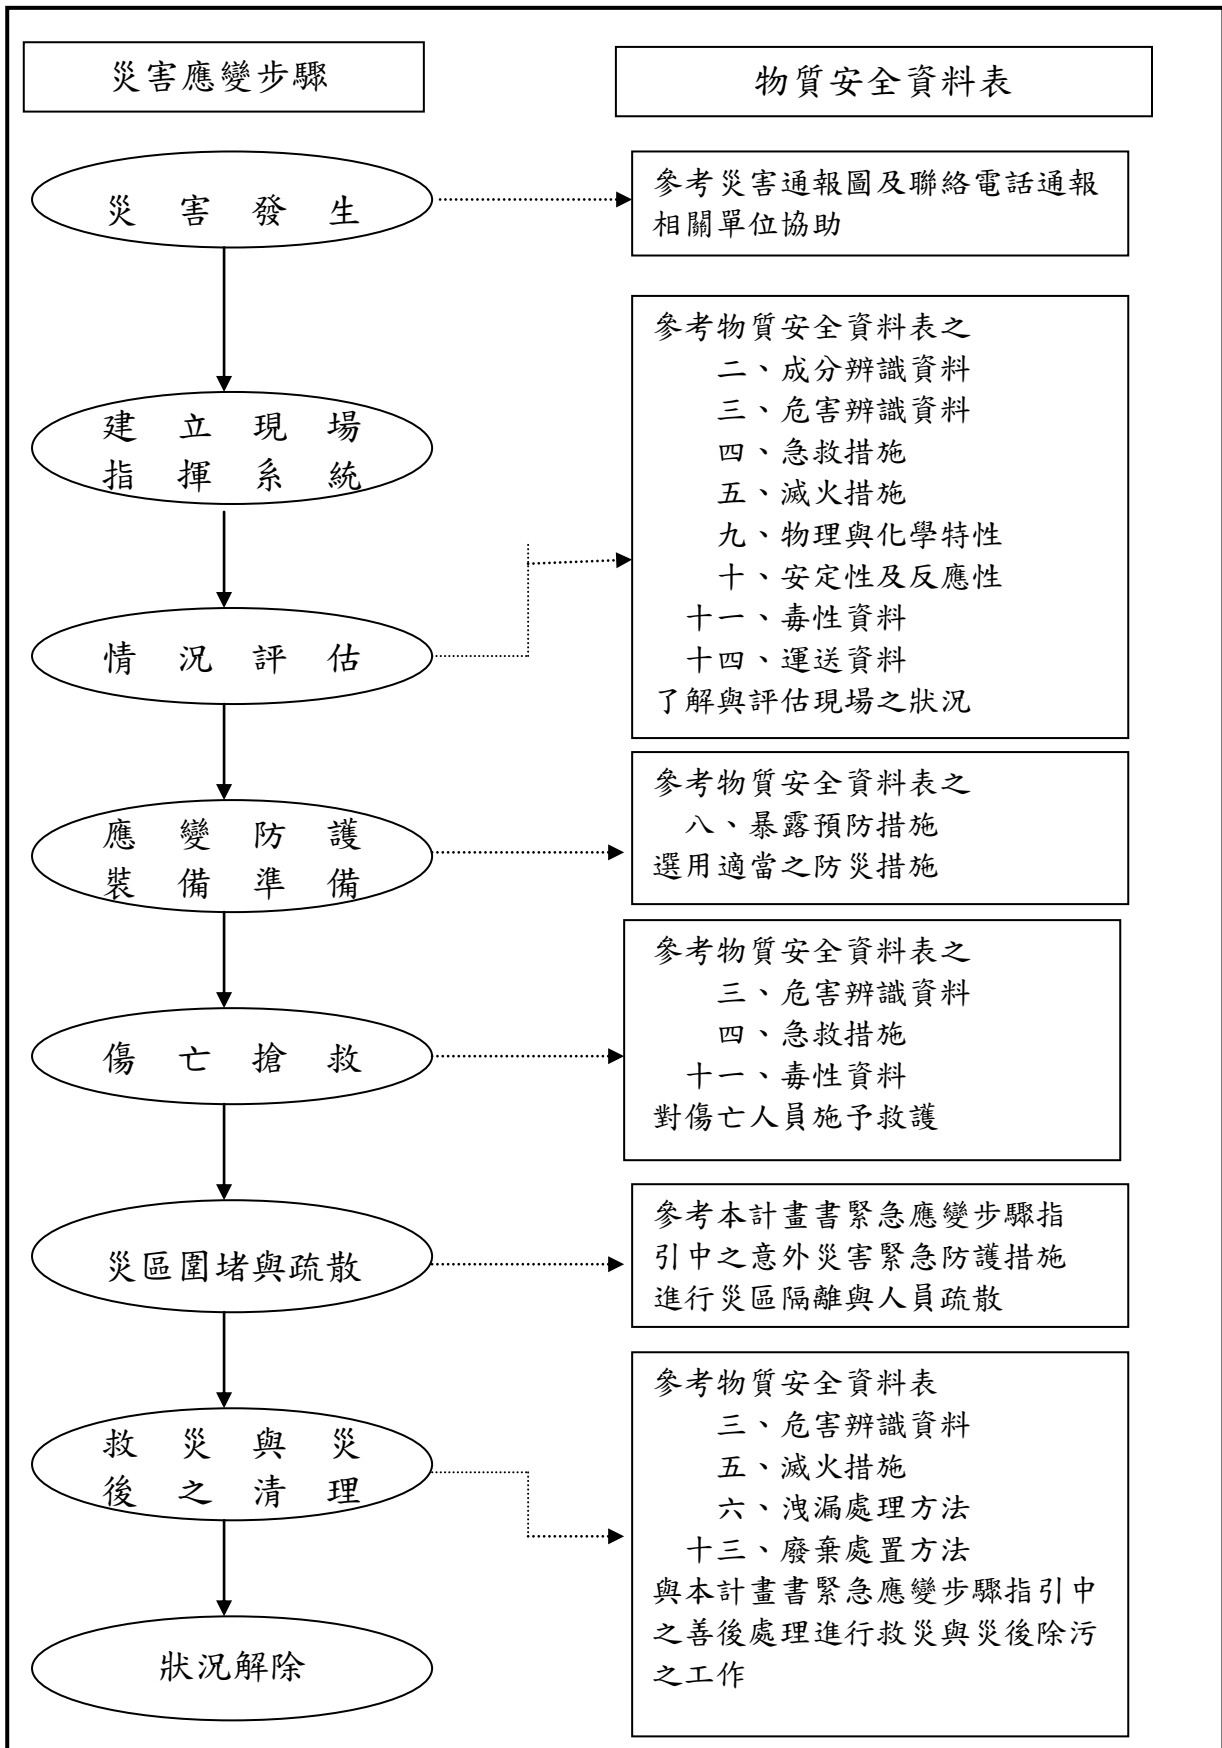 災害應變步驟
物質安全資料表
災害發生
參考災害通報圖及聯絡電話通報
相關單位協助
建立現場
指揮系統
參考物質安全資料表之
二、成分辨識資料
三、危害辨識資料
四、急救措施
五、滅火措施
九、物理與化學特性
十、安定性及反應性
十一、毒性資料
十四、運送資料
了解與評估現場之狀況
情況評估
應變防護
裝備準備
參考物質安全資料表之
八、暴露預防措施
選用適當之防災措施
傷亡搶救
參考物質安全資料表之
三、危害辨識資料
四、急救措施
十一、毒性資料
對傷亡人員施予救護
災區圍堵與疏散
參考本計畫書緊急應變步驟指
引中之意外災害緊急防護措施
進行災區隔離與人員疏散
救災與災
後之清理
參考物質安全資料表
三、危害辨識資料
五、滅火措施
六、洩漏處理方法
十三、廢棄處置方法
與本計畫書緊急應變步驟指引中
之善後處理進行救災與災後除污
之工作
狀況解除